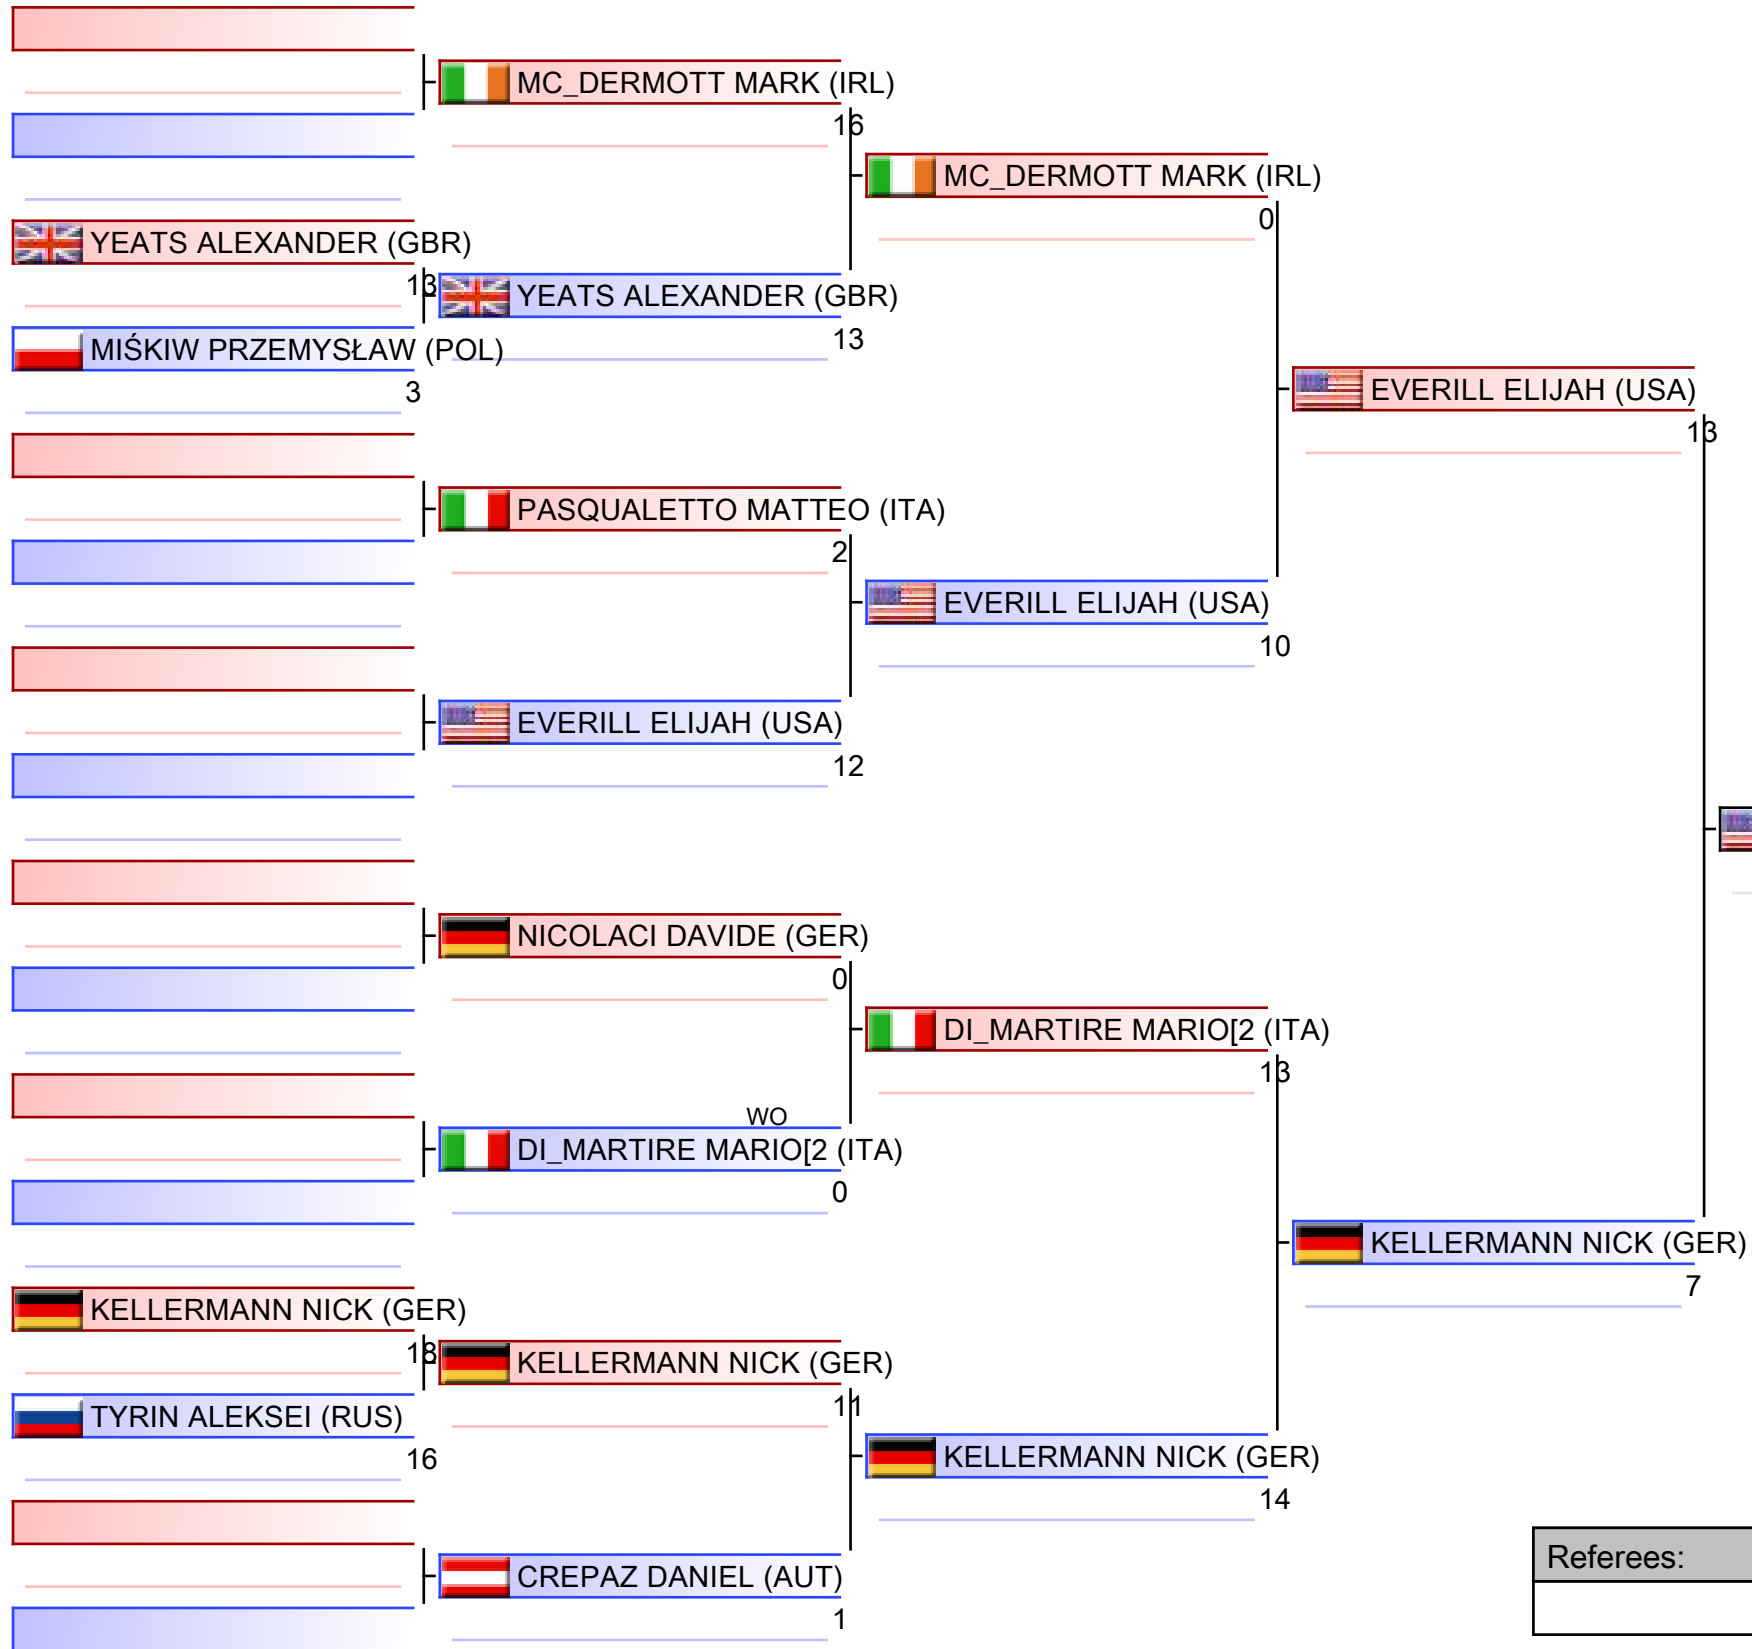 MC_DERMOTT MARK (IRL)
16
MC_DERMOTT MARK (IRL)
0
YEATS ALEXANDER (GBR)
13
YEATS ALEXANDER (GBR)
13
MIŚKIW PRZEMYSŁAW (POL)
3
EVERILL ELIJAH (USA)
13
PASQUALETTO MATTEO (ITA)
2
EVERILL ELIJAH (USA)
10
EVERILL ELIJAH (USA)
12
NICOLACI DAVIDE (GER)
0
DI_MARTIRE MARIO[2 (ITA)
13
WO
DI_MARTIRE MARIO[2 (ITA)
0
KELLERMANN NICK (GER)
7
KELLERMANN NICK (GER)
18
KELLERMANN NICK (GER)
11
TYRIN ALEKSEI (RUS)
16
KELLERMANN NICK (GER)
14
CREPAZ DANIEL (AUT)
1
Referees: